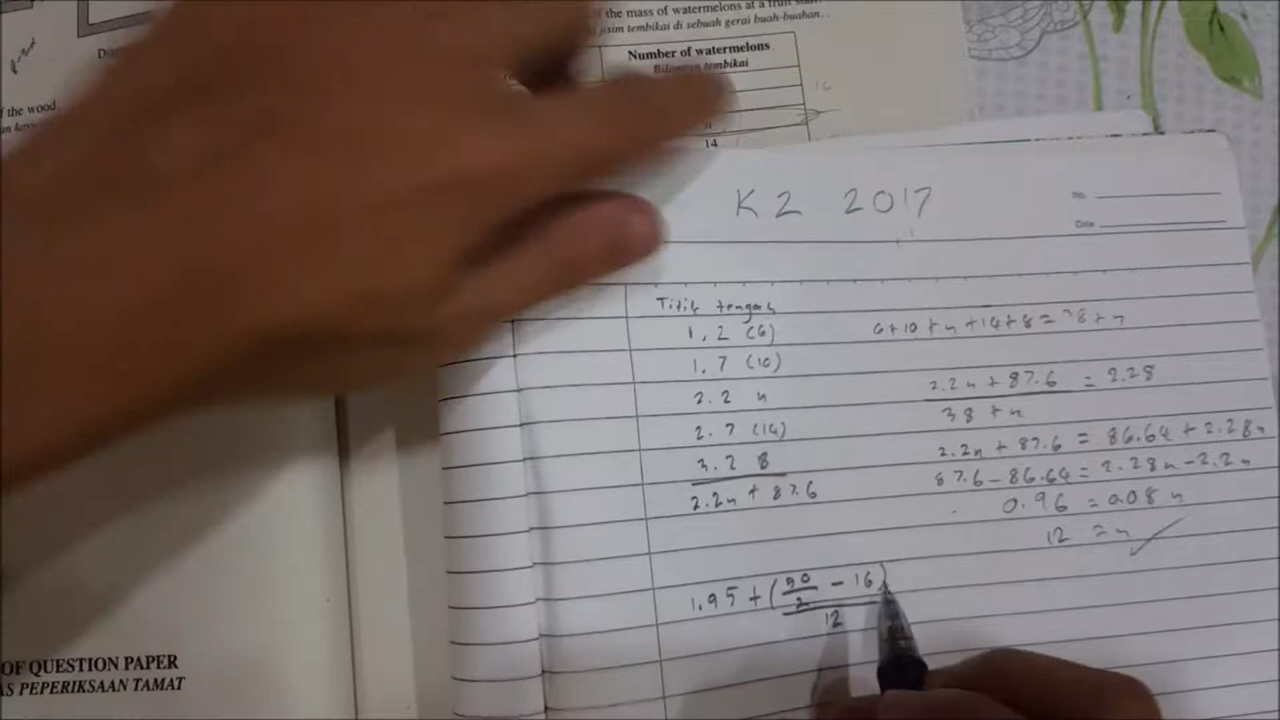 the mass of watermelons at a fruit
jisim tembikai di sebuah gerai buah-buahan.
Number of watermelons
Bilangan tembikai
16
14
of the wood.
K2 2017
No.
Date
Titik tengah
1.2 (6)
6+10+n+14+8=38+n
1.7 (10)
2.2 n
2.2n + 87.6 = 2.28
38 + n
2.7 (14)
2.2n + 87.6 = 86.64 + 2.28n
3.2 8
87.6 - 86.64 = 2.28n - 2.2n
2.2n + 87.6
0.96 = 0.08n
12 = n ✓
1.95 + (50/2 - 16)
12
OF QUESTION PAPER
AS PEPERIKSAAN TAMAT